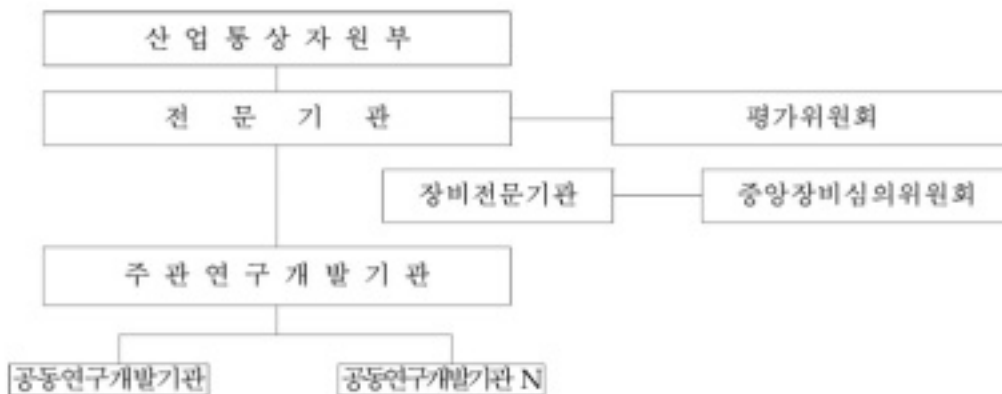 산업통상자원부
전문기관
평가위원회
장비전문기관
중앙장비심의위원회
주관연구개발기관
공동연구개발기관
공동연구개발기관 N